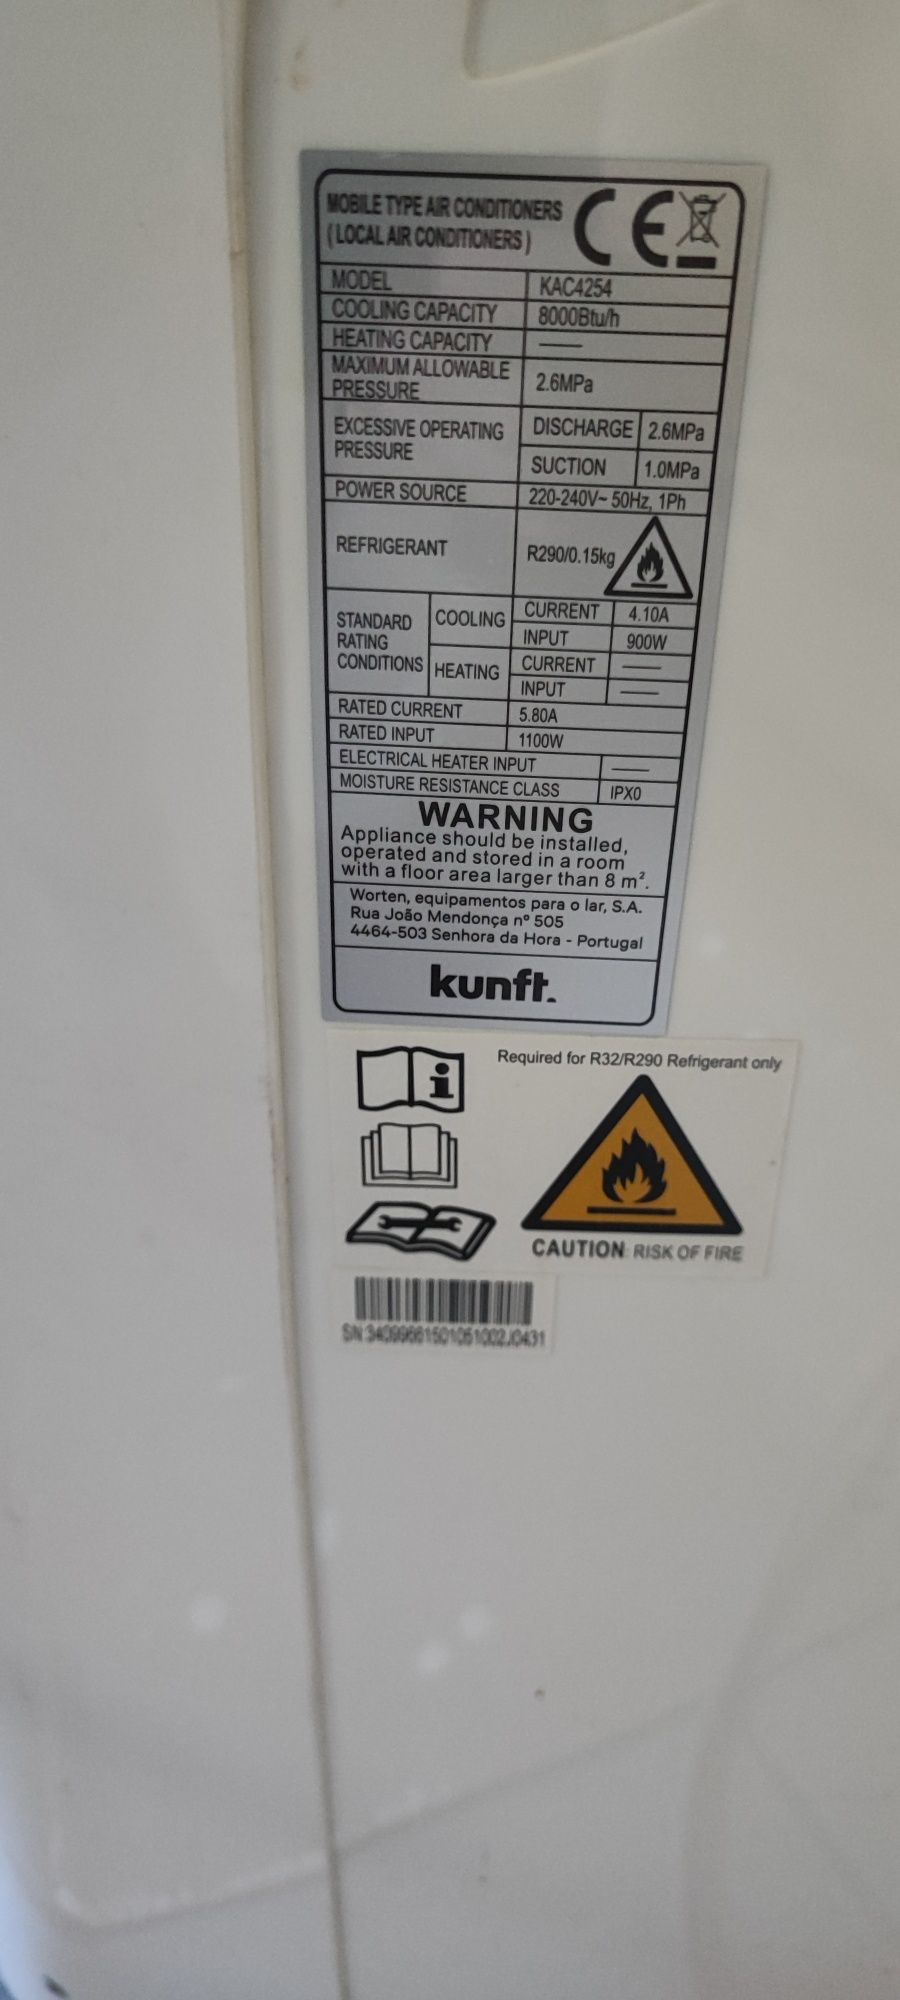 MOBILE TYPE AIR CONDITIONERS
(LOCAL AIR CONDITIONERS)
CE
MODEL KAC4254
COOLING CAPACITY 8000Btu/h
HEATING CAPACITY ——
MAXIMUM ALLOWABLE
PRESSURE 2.6MPa
EXCESSIVE OPERATING
PRESSURE
DISCHARGE 2.6MPa
SUCTION 1.0MPa
POWER SOURCE 220-240V~ 50Hz, 1Ph
REFRIGERANT R290/0.15kg
STANDARD
RATING
CONDITIONS
COOLING
CURRENT 4.10A
INPUT 900W
HEATING
CURRENT ——
INPUT ——
RATED CURRENT 5.80A
RATED INPUT 1100W
ELECTRICAL HEATER INPUT ——
MOISTURE RESISTANCE CLASS IPX0
WARNING
Appliance should be installed,
operated and stored in a room
with a floor area larger than 8 m².
Worten, equipamentos para o lar, S.A.
Rua João Mendonça nº 505
4464-503 Senhora da Hora - Portugal
kunft.
Required for R32/R290 Refrigerant only
CAUTION: RISK OF FIRE
SN: